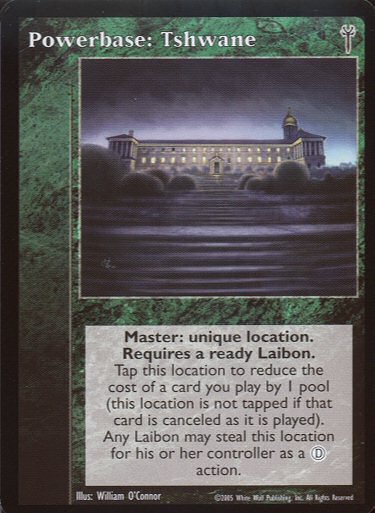 Powerbase: Tshwane
Master: unique location.
Requires a ready Laibon.
Tap this location to reduce the
cost of a card you play by 1 pool
(this location is not tapped if that
card is canceled as it is played).
Any Laibon may steal this location
for his or her controller as a Ⓓ
action.
Illus: William O'Connor
©2005 White Wolf Publishing, Inc. All Rights Reserved